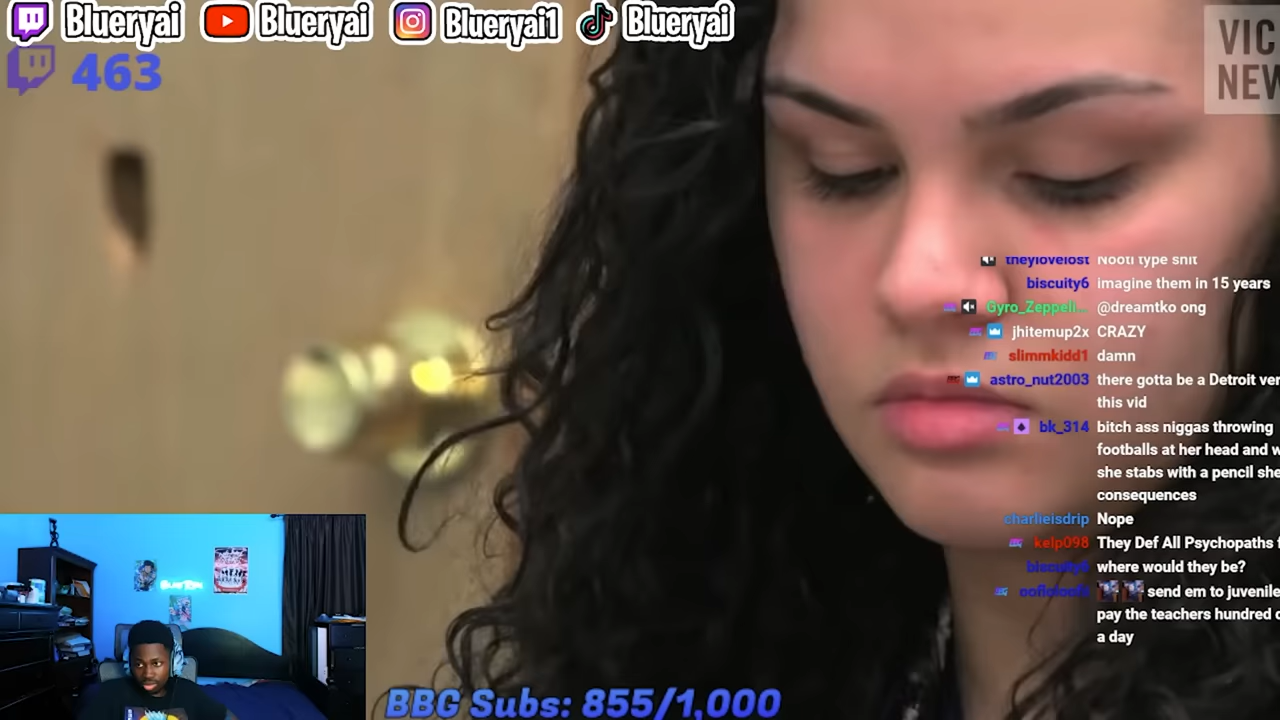 Blueryai Blueryai Blueryai1 Blueryai
463
VIC
NEW
theylovelost Nooti type shit
biscuity6 imagine them in 15 years
Gyro_Zeppeli... @dreamtko ong
jhitemup2x CRAZY
slimmkidd1 damn
astro_nut2003 there gotta be a Detroit ver
this vid
bk_314 bitch ass niggas throwing
footballs at her head and w
she stabs with a pencil she
consequences
charlieisdrip Nope
kelp098 They Def All Psychopaths f
biscuity6 where would they be?
send em to juvenile
pay the teachers hundred
a day
BBG Subs: 855/1,000